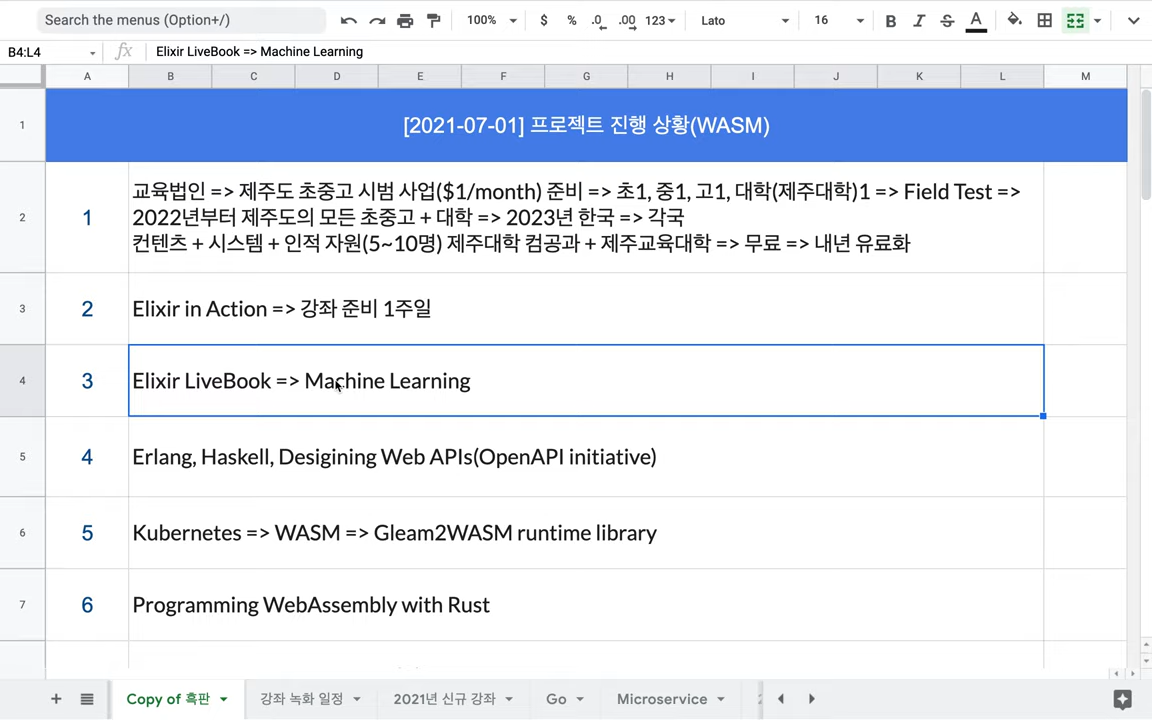 Search the menus (Option+/)
100%
$
%
.0
.00
123
Lato
16
B
I
S
A
B4:L4
fx
Elixir LiveBook => Machine Learning
A
B
C
D
E
F
G
H
I
J
K
L
M
1
[2021-07-01] 프로젝트 진행 상황(WASM)
2
1
교육법인 => 제주도 초중고 시범 사업($1/month) 준비 => 초1, 중1, 고1, 대학(제주대학)1 => Field Test =>
2022년부터 제주도의 모든 초중고 + 대학 => 2023년 한국 => 각국
컨텐츠 + 시스템 + 인적 자원(5~10명) 제주대학 컴공과 + 제주교육대학 => 무료 => 내년 유료화
3
2
Elixir in Action => 강좌 준비 1주일
4
3
Elixir LiveBook => Machine Learning
5
4
Erlang, Haskell, Desigining Web APIs(OpenAPI initiative)
6
5
Kubernetes => WASM => Gleam2WASM runtime library
7
6
Programming WebAssembly with Rust
Copy of 흑판
강좌 녹화 일정
2021년 신규 강좌
Go
Microservice